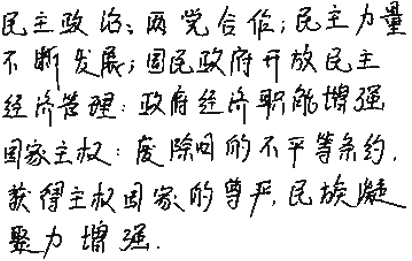 民主政治:两党合作;民主力量
不断发展;国民政府开放民主
经济管理:政府经济职能增强.
国家主权:废除旧的不平等条约,
获得主权国家的尊严,民族凝
聚力增强.